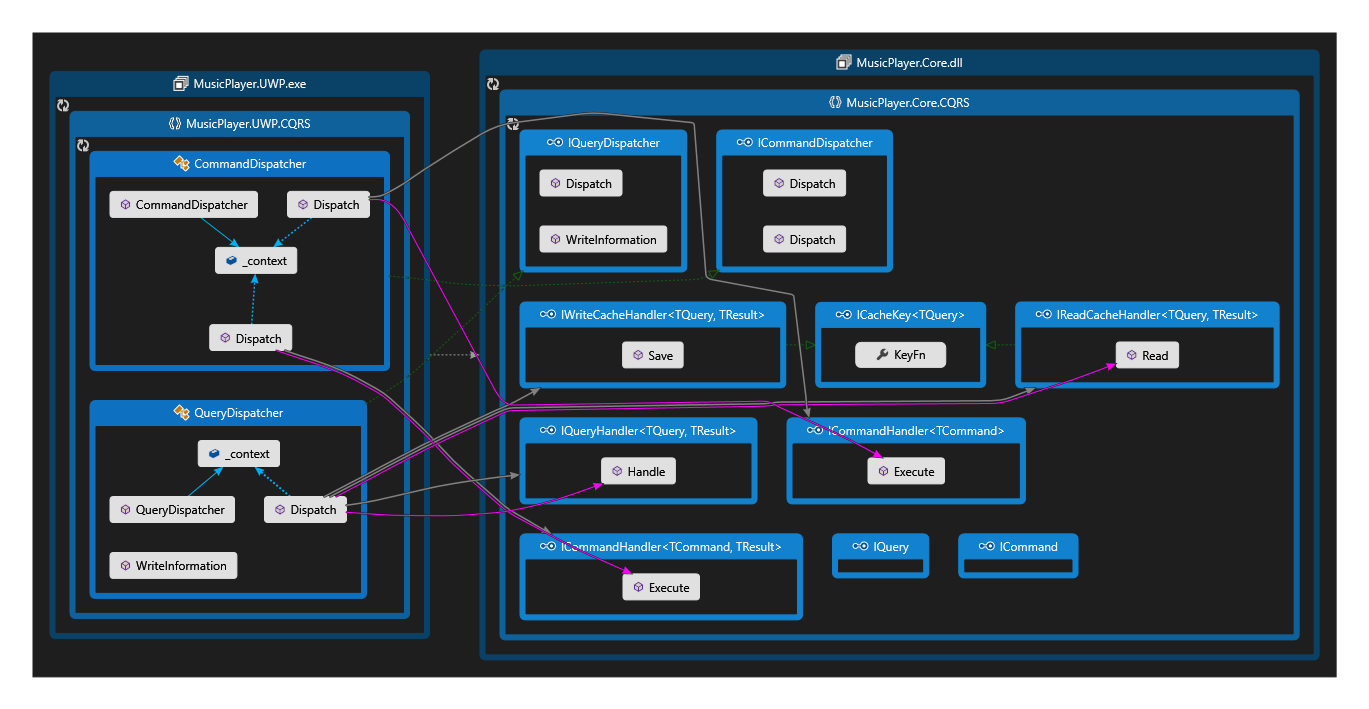 MusicPlayer.UWP.exe
MusicPlayer.UWP.CQRS
CommandDispatcher
CommandDispatcher
Dispatch
_context
Dispatch
QueryDispatcher
_context
QueryDispatcher
Dispatch
WriteInformation
MusicPlayer.Core.dll
MusicPlayer.Core.CQRS
IQueryDispatcher
Dispatch
WriteInformation
ICommandDispatcher
Dispatch
Dispatch
IWriteCacheHandler<TQuery, TResult>
Save
ICacheKey<TQuery>
KeyFn
IReadCacheHandler<TQuery, TResult>
Read
IQueryHandler<TQuery, TResult>
Handle
ICommandHandler<TCommand>
Execute
ICommandHandler<TCommand, TResult>
Execute
IQuery
ICommand